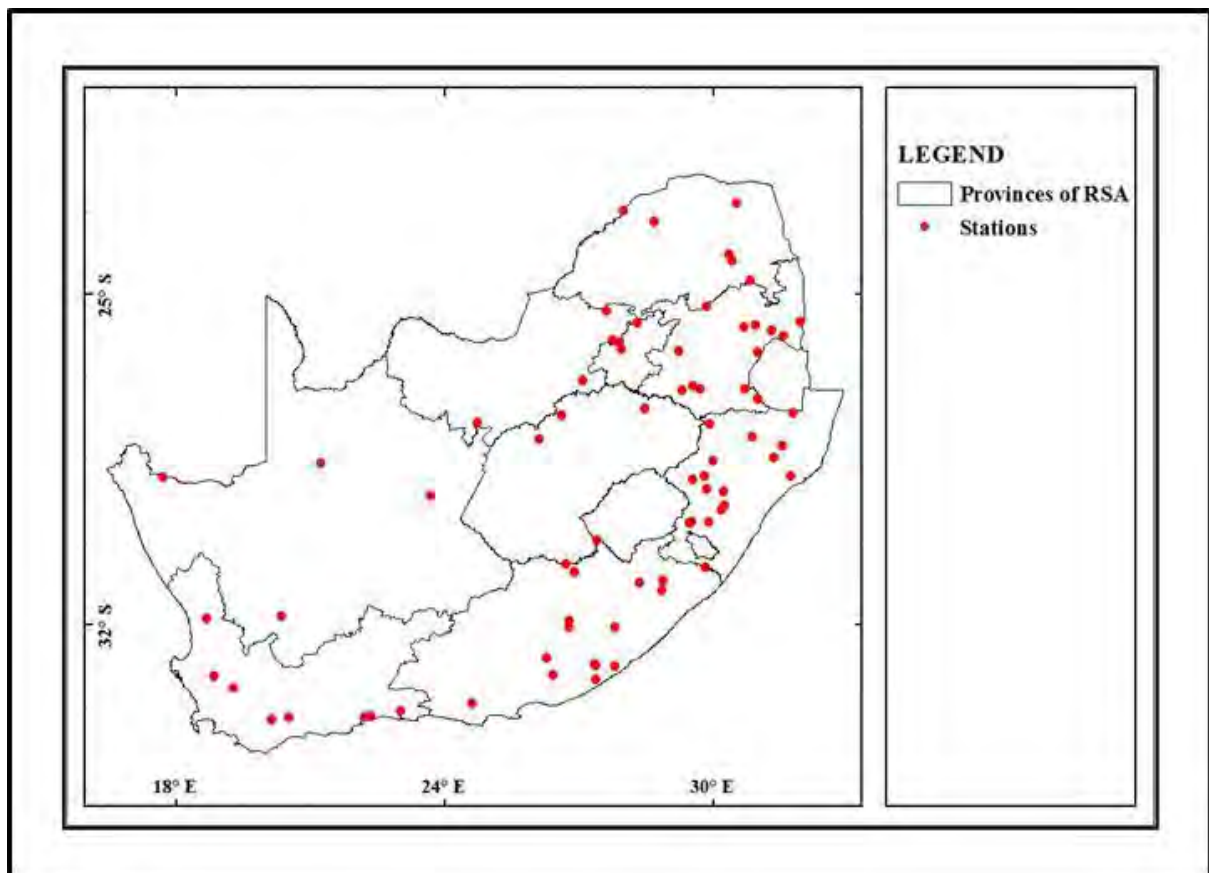 LEGEND
Provinces of RSA
Stations
25° S
32° S
18° E
24° E
30° E